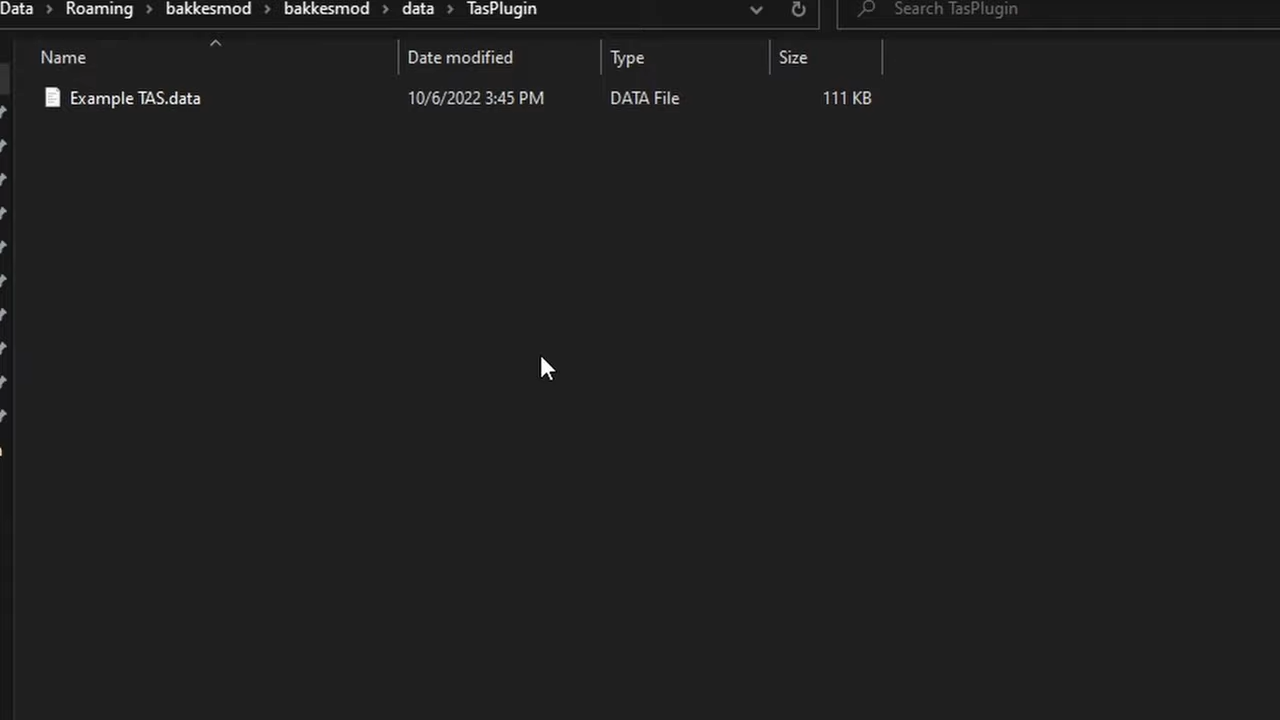 Data > Roaming > bakkesmod > bakkesmod > data > TasPlugin
Search TasPlugin
Name Date modified Type Size
Example TAS.data 10/6/2022 3:45 PM DATA File 111 KB